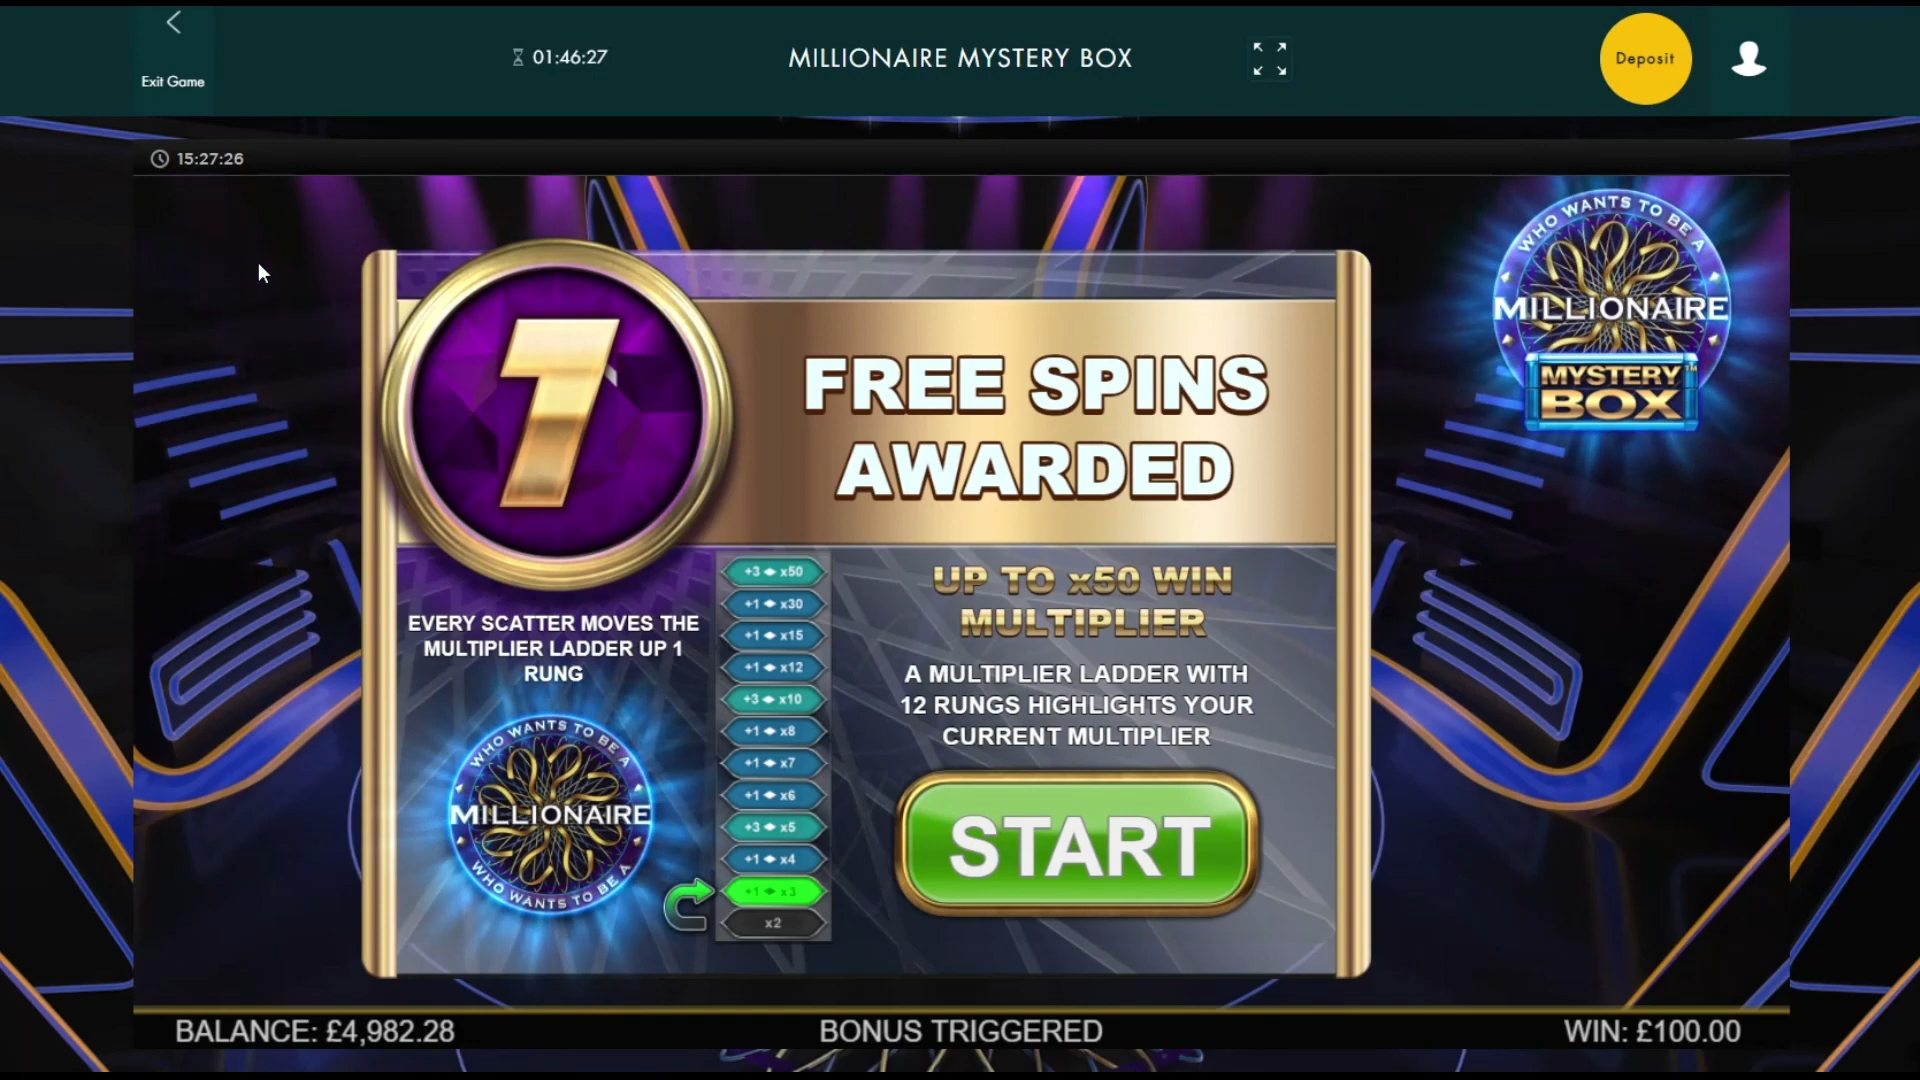 Exit Game
01:46:27
MILLIONAIRE MYSTERY BOX
Deposit
15:27:26
WHO WANTS TO BE A
MILLIONAIRE
MYSTERY
BOX™
FREE SPINS
AWARDED
EVERY SCATTER MOVES THE
MULTIPLIER LADDER UP 1
RUNG
WHO WANTS TO BE A
MILLIONAIRE
WHO WANTS TO BE A
+3 x50
+1 x30
+1 x15
+1 x12
+3 x10
+1 x8
+1 x7
+1 x6
+3 x5
+1 x4
+1 x3
x2
UP TO x50 WIN
MULTIPLIER
A MULTIPLIER LADDER WITH
12 RUNGS HIGHLIGHTS YOUR
CURRENT MULTIPLIER
START
BALANCE: £4,982.28
BONUS TRIGGERED
WIN: £100.00